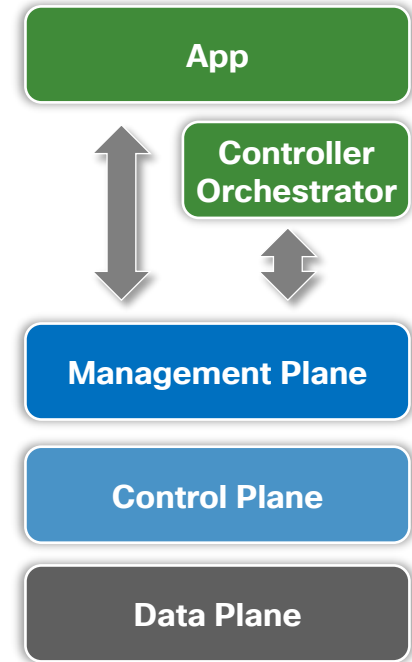 App
Controller
Orchestrator
Management Plane
Control Plane
Data Plane